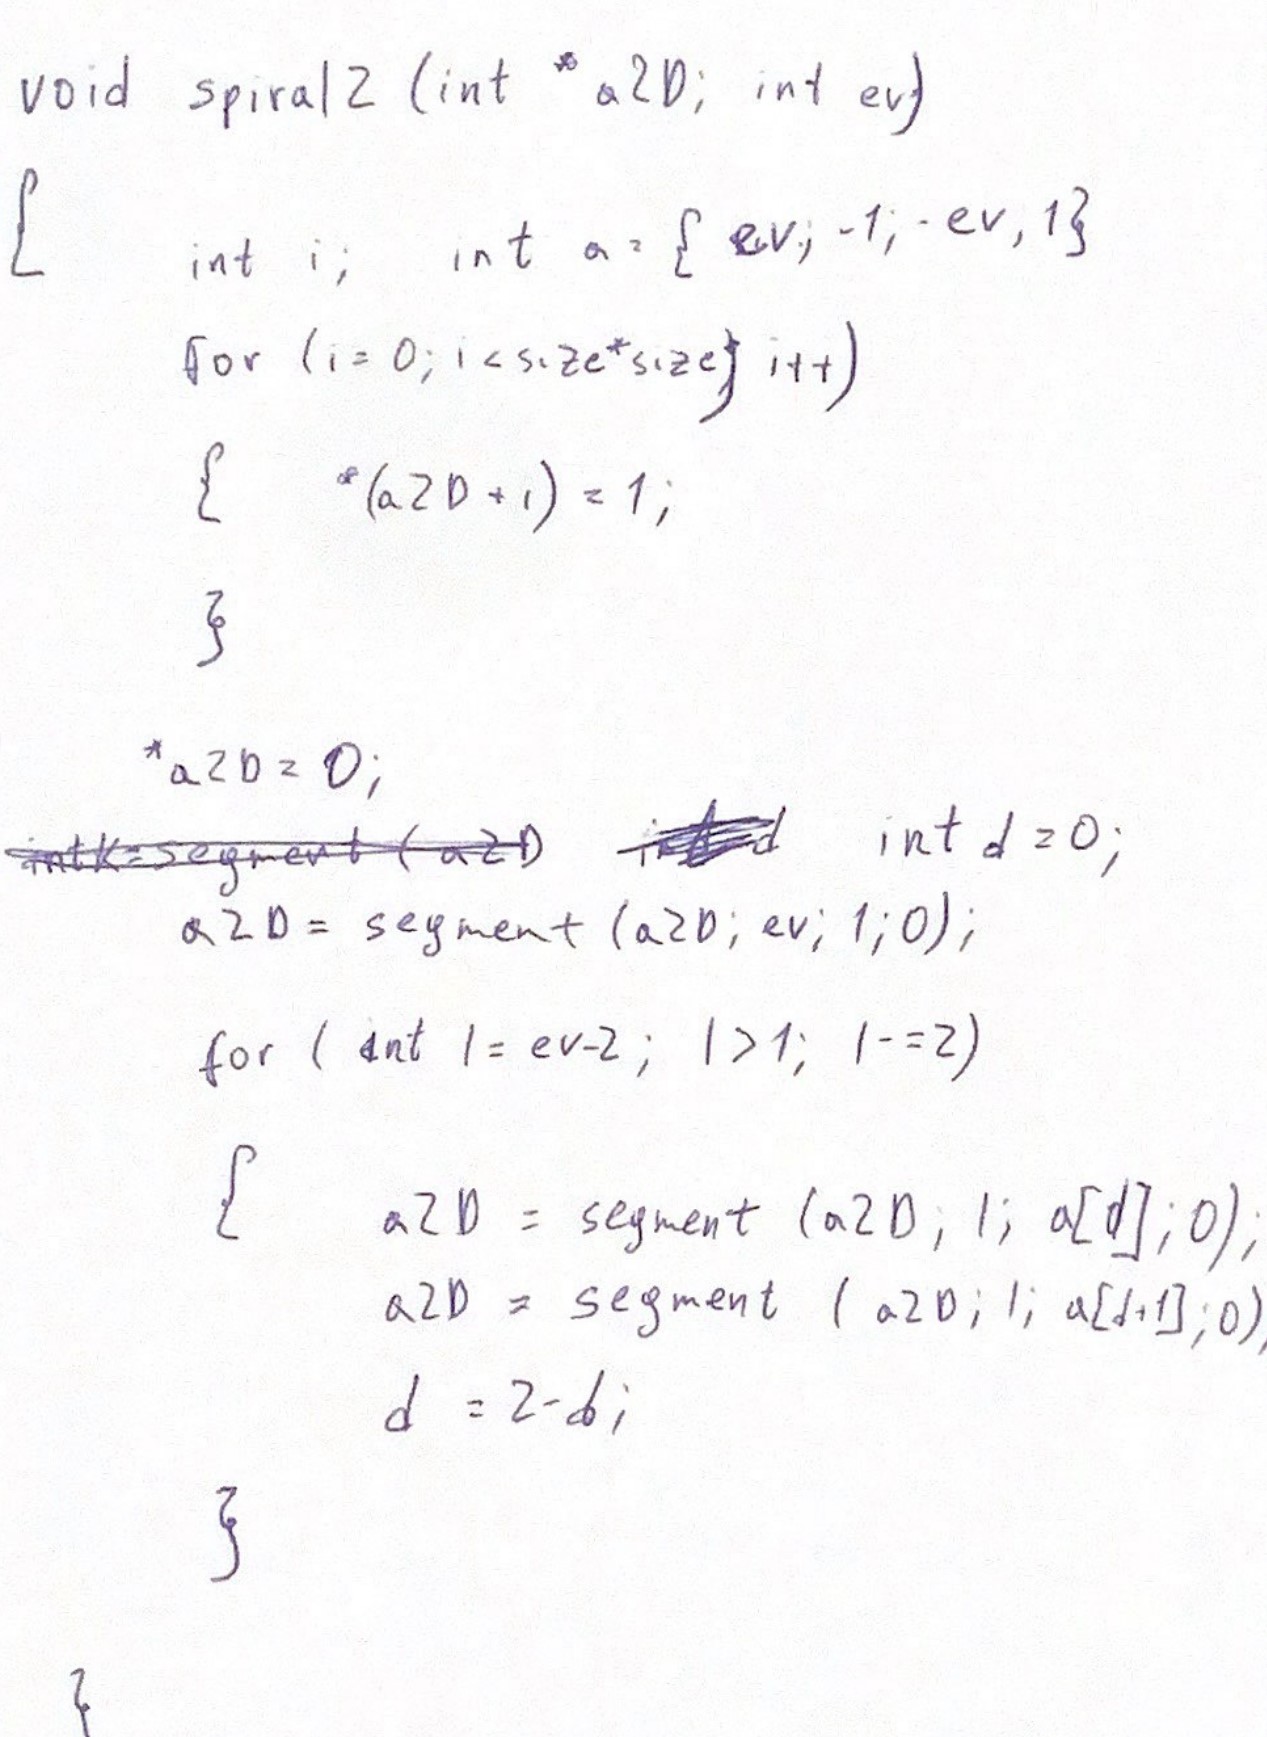 void spiral2 (int *a2D; int ev)
{
int i; int a = { ev; -1; -ev, 1}
for (i = 0; i < size*size; i++)
{ *(a2D + i) = 1;
}
*a2D = 0;
intK=segment (a2D int d int d = 0;
a2D = segment (a2D; ev; 1; 0);
for ( int l = ev-2; l > 1; l -= 2)
{ a2D = segment (a2D; l; a[d]; 0);
a2D = segment ( a2D; l; a[d+1]; 0),
d = 2-d;
}
}